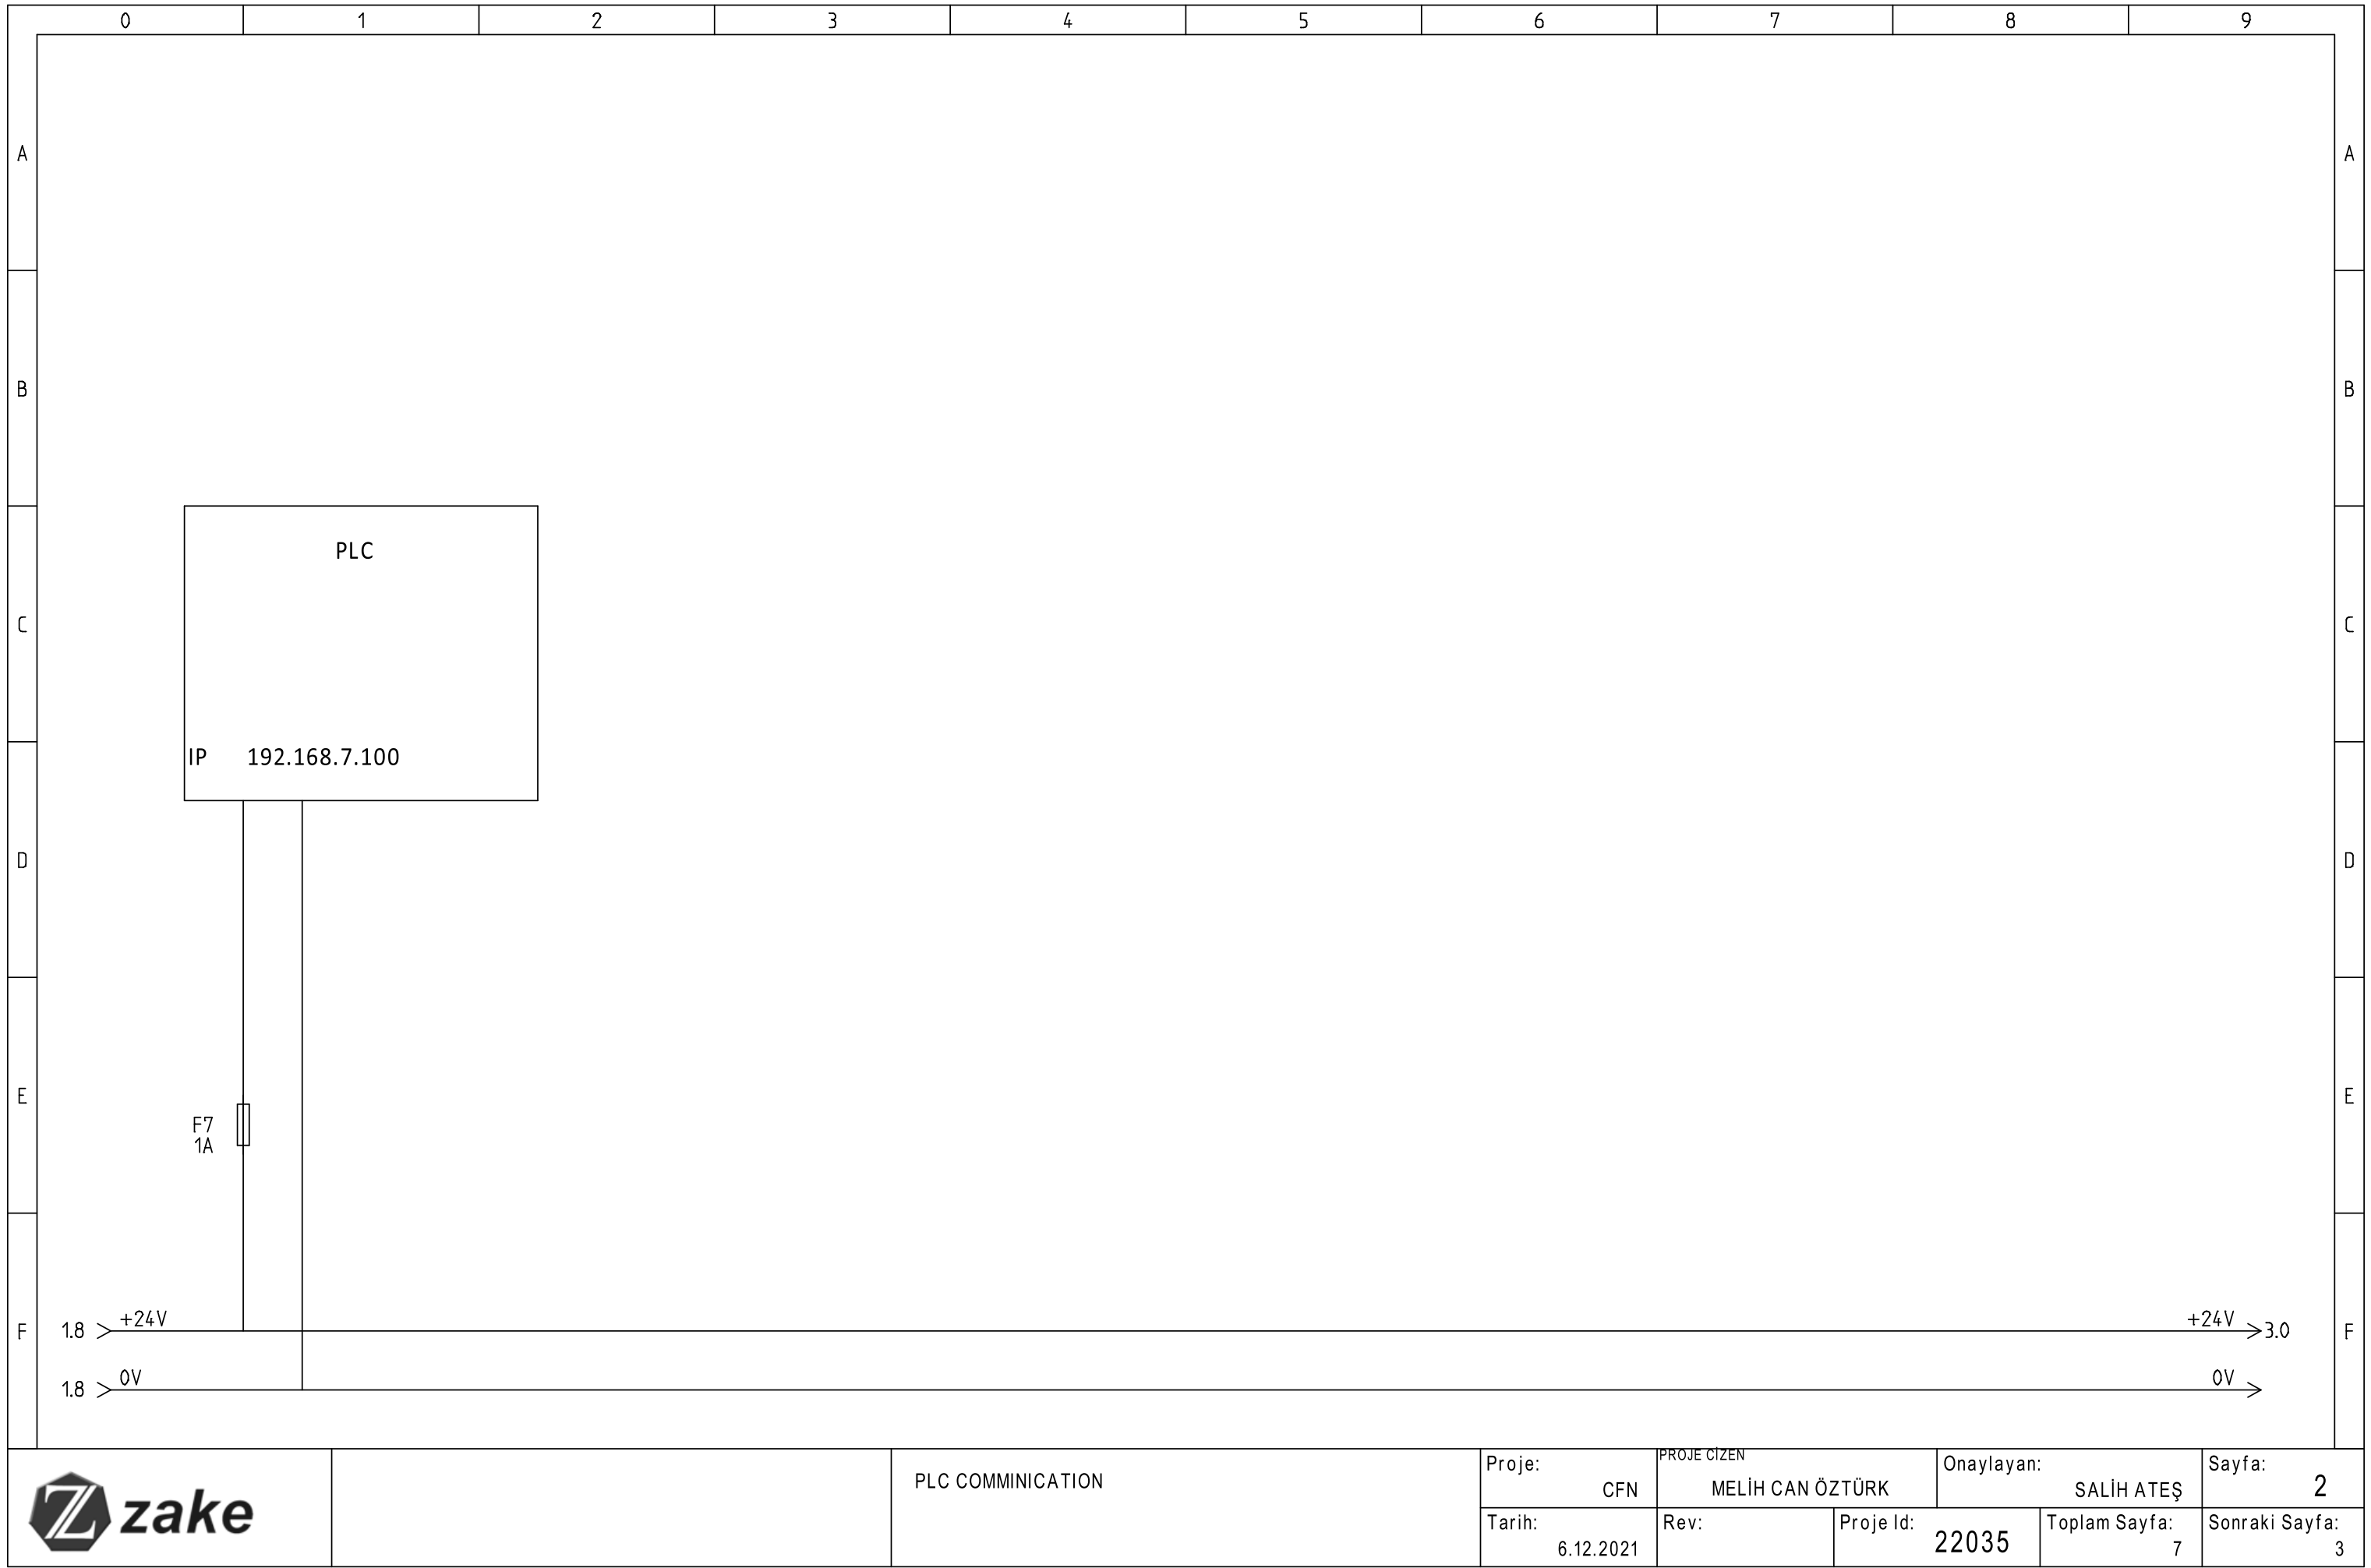 0 1 2 3 4 5 6 7 8 9
A A
B B
PLC
C C
IP 192.168.7.100
D D
E E
F7
1A
+24V +24V
F 1.8 3.0 F
0V 0V
1.8
zake
PLC COMMINICATION
Proje:
CFN
PROJE CİZEN
MELİH CAN ÖZTÜRK
Onaylayan:
SALİH ATEŞ
Sayfa:
2
Tarih:
6.12.2021
Rev:
Proje Id:
22035
Toplam Sayfa:
7
Sonraki Sayfa:
3